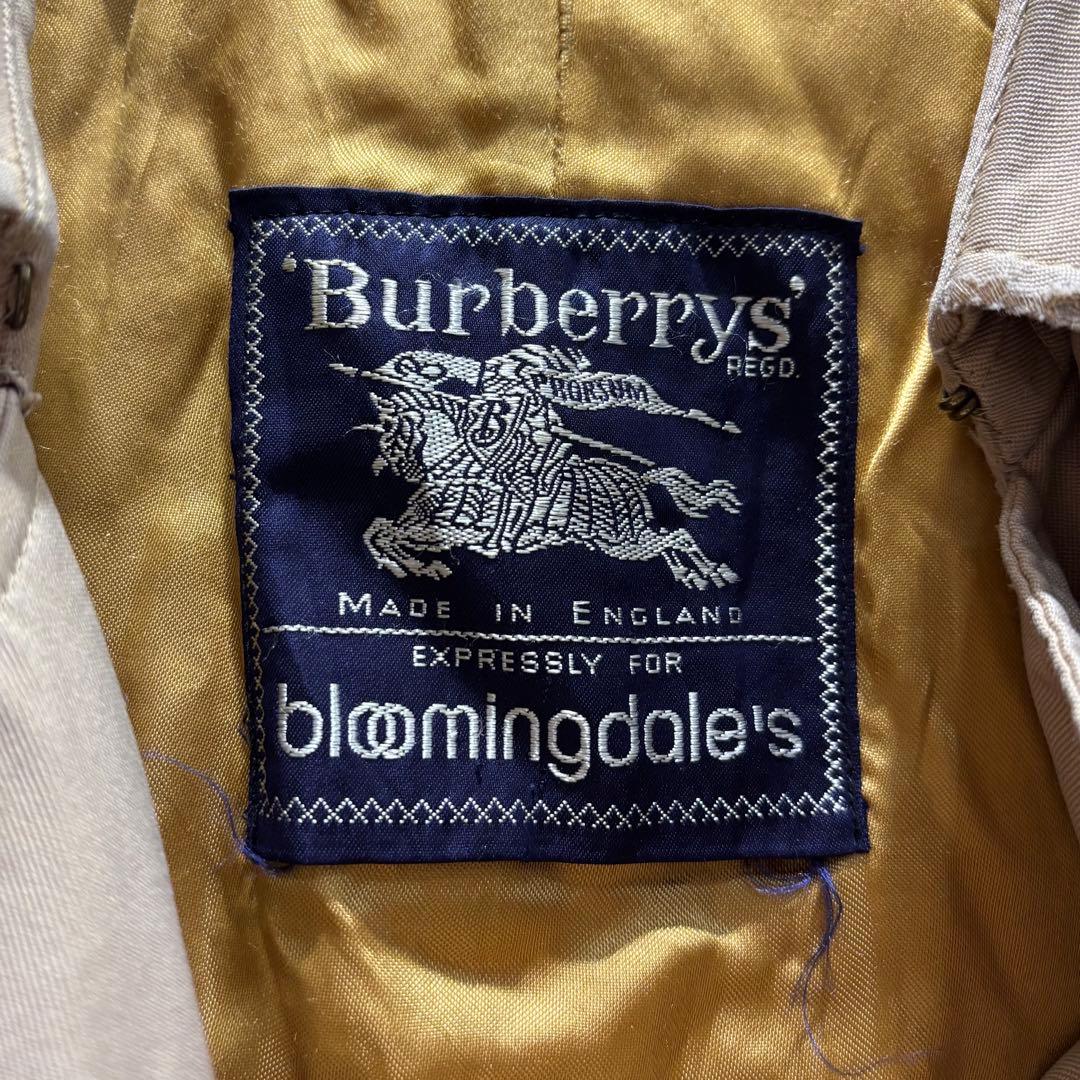 'Burberrys'
REGD.
PRORSUM
B
MADE IN ENGLAND
EXPRESSLY FOR
bloomingdale's